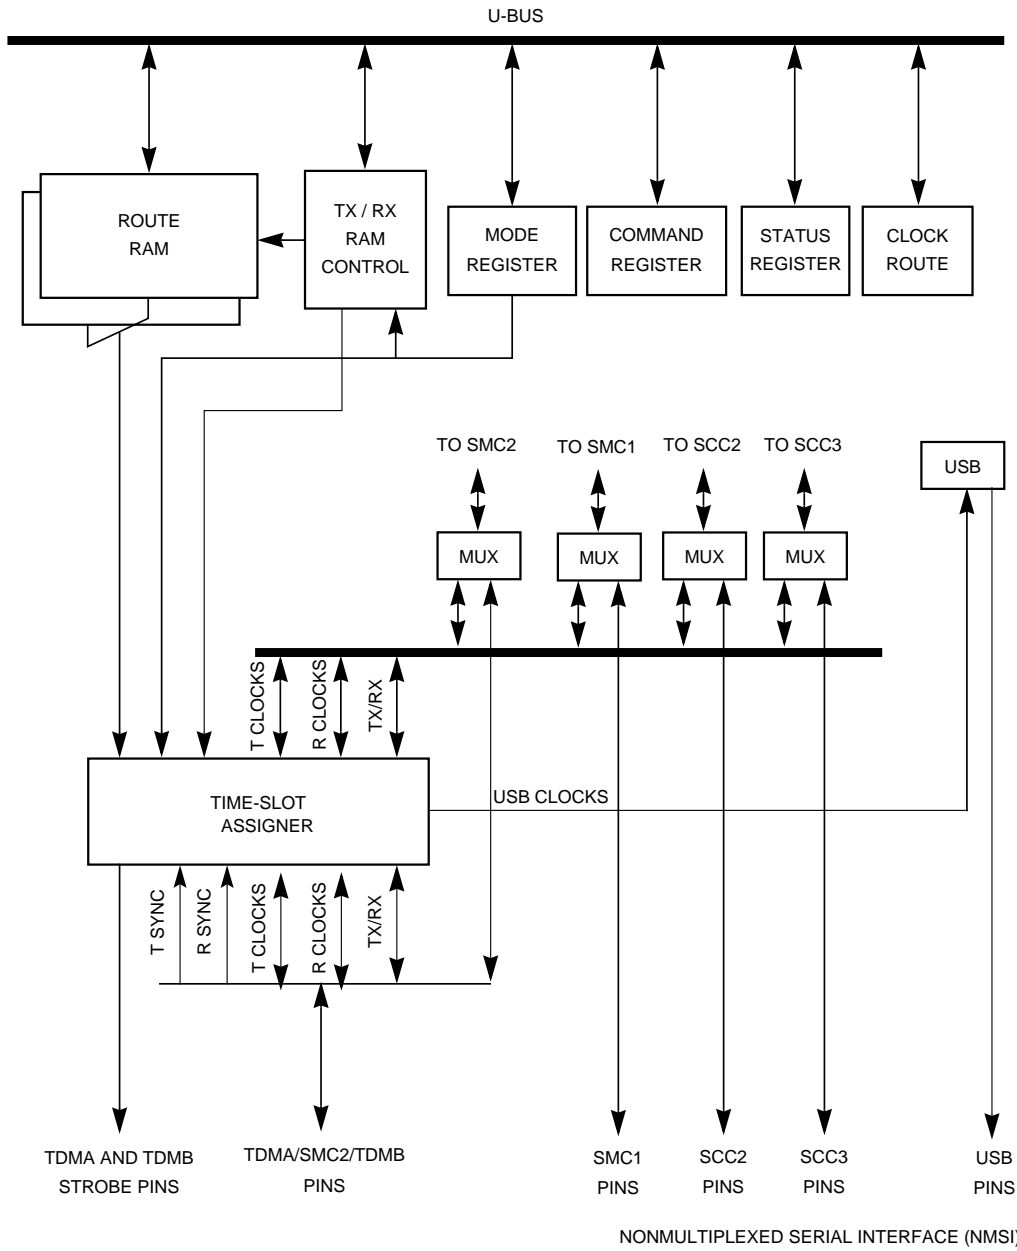 U-BUS
ROUTE
RAM
TX / RX
RAM
CONTROL
MODE
REGISTER
COMMAND
REGISTER
STATUS
REGISTER
CLOCK
ROUTE
TO SMC2
TO SMC1
TO SCC2
TO SCC3
USB
MUX
MUX
MUX
MUX
T CLOCKS
R CLOCKS
TX/RX
TIME-SLOT
ASSIGNER
USB CLOCKS
T SYNC
R SYNC
T CLOCKS
R CLOCKS
TX/RX
TDMA AND TDMB
STROBE PINS
TDMA/SMC2/TDMB
PINS
SMC1
PINS
SCC2
PINS
SCC3
PINS
USB
PINS
NONMULTIPLEXED SERIAL INTERFACE (NMSI)